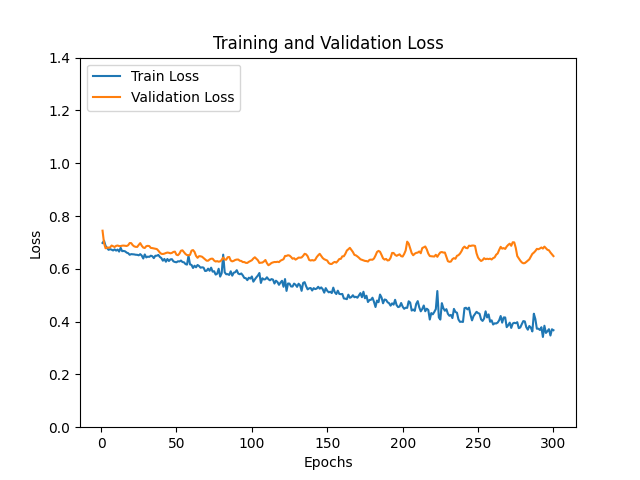 Training and Validation Loss
1.4
Train Loss
Validation Loss
1.2
1.0
0.8
0.6
0.4
0.2
0.0
Loss
0 50 100 150 200 250 300
Epochs